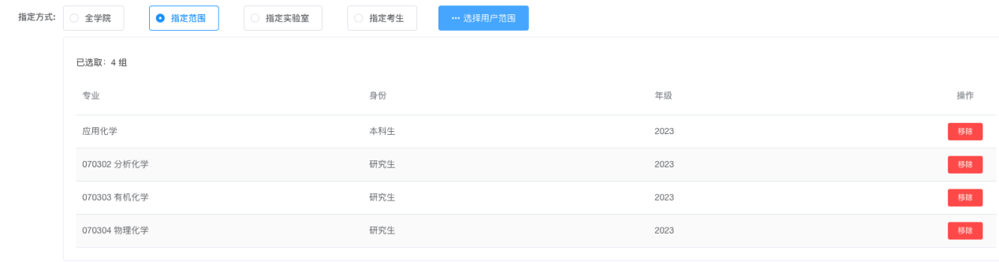 指定方式: 全学院 指定范围 指定实验室 指定考生 ··· 选择用户范围
已选取：4 组
专业 身份 年级 操作
应用化学 本科生 2023 移除
070302 分析化学 研究生 2023 移除
070303 有机化学 研究生 2023 移除
070304 物理化学 研究生 2023 移除